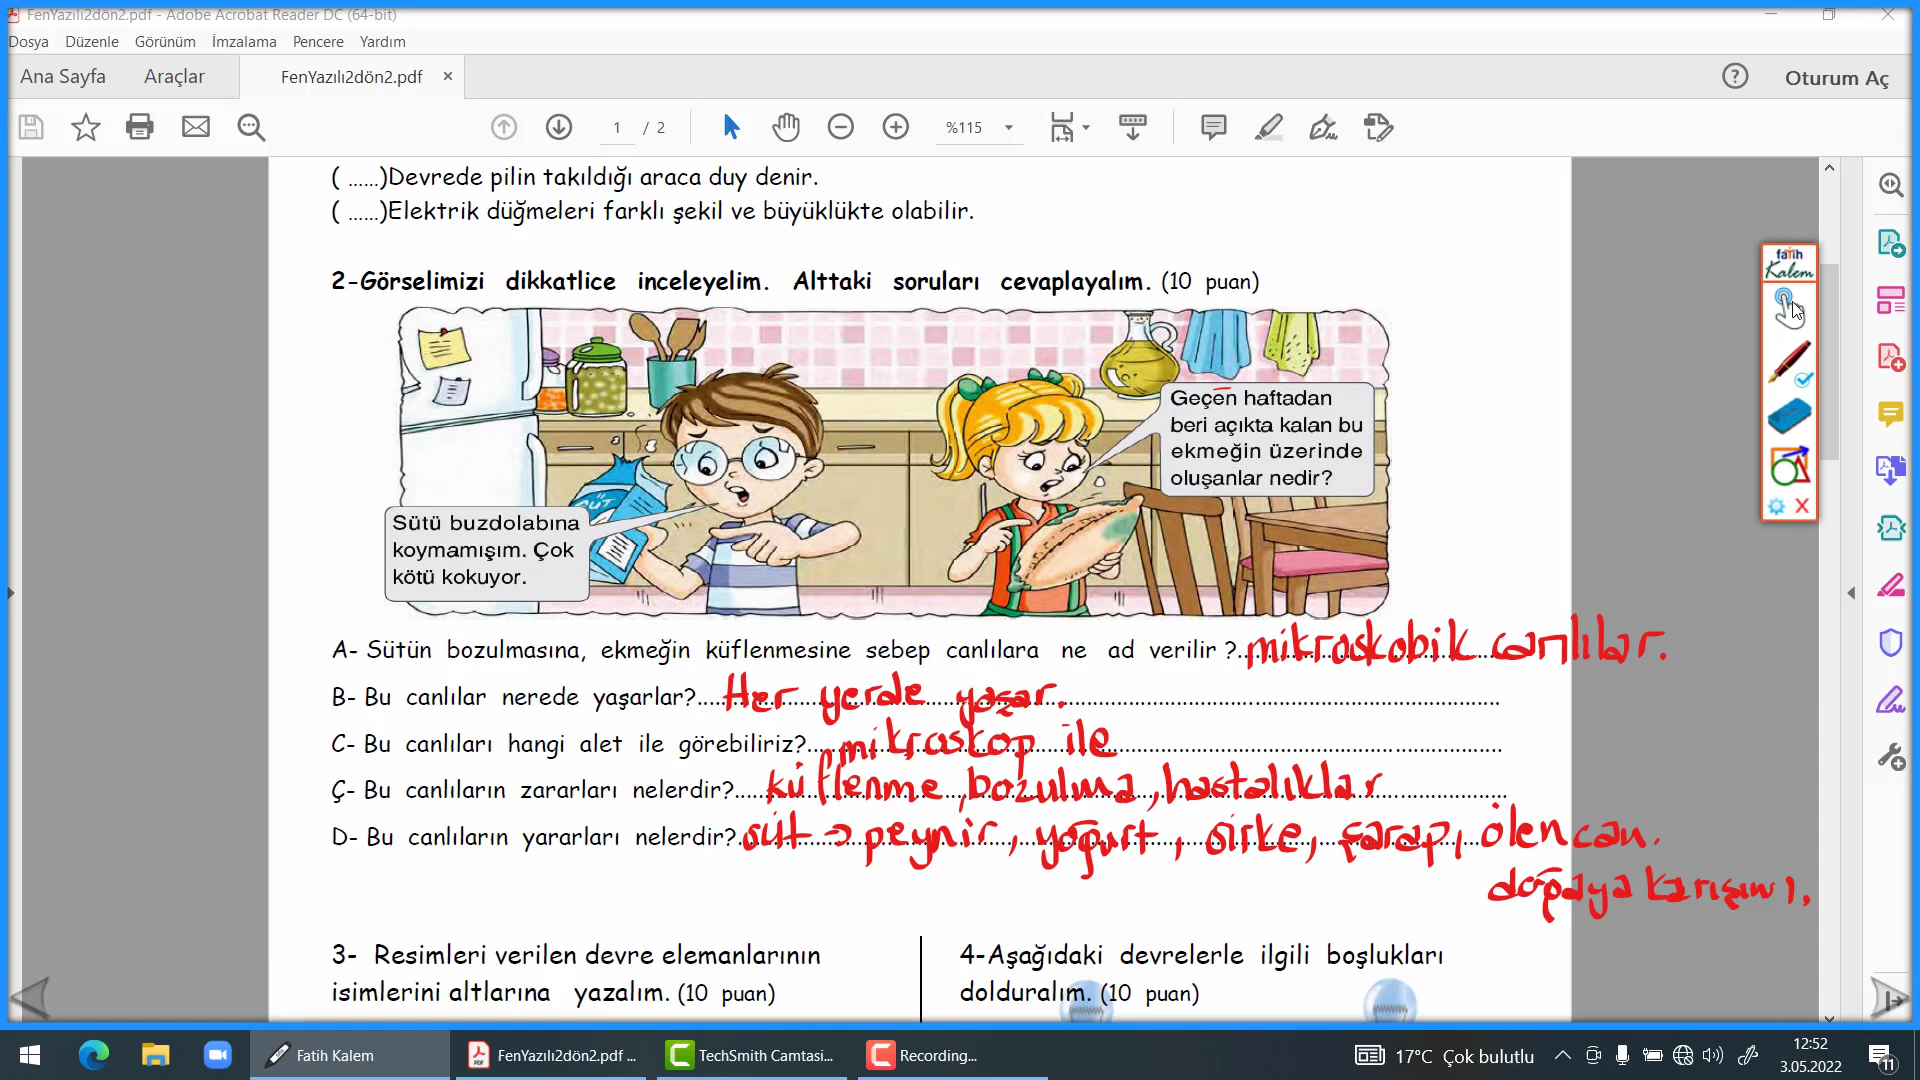 FenYazılı2dön2.pdf - Adobe Acrobat Reader DC (64-bit)
Dosya Düzenle Görünüm İmzalama Pencere Yardım
Ana Sayfa Araçlar FenYazılı2dön2.pdf × Oturum Aç
1 / 2 %115
( ......)Devrede pilin takıldığı araca duy denir.
( ......)Elektrik düğmeleri farklı şekil ve büyüklükte olabilir.
2-Görselimizi dikkatlice inceleyelim. Alttaki soruları cevaplayalım. (10 puan)
fatih
Kalem
Geçen haftadan
beri açıkta kalan bu
ekmeğin üzerinde
oluşanlar nedir?
SÜT
Sütü buzdolabına
koymamışım. Çok
kötü kokuyor.
A- Sütün bozulmasına, ekmeğin küflenmesine sebep canlılara ne ad verilir ?... mikroskobik canlılar.
B- Bu canlılar nerede yaşarlar?... Her yerde yaşar.
C- Bu canlıları hangi alet ile görebiliriz?... mikroskop ile
Ç- Bu canlıların zararları nelerdir?... küflenme, bozulma, hastalıklar
D- Bu canlıların yararları nelerdir?... süt → peynir, yoğurt, sirke, şarap, ölen can.
doğaya karışımı.
3- Resimleri verilen devre elemanlarının
isimlerini altlarına yazalım. (10 puan)
4-Aşağıdaki devrelerle ilgili boşlukları
dolduralım. (10 puan)
Fatih Kalem FenYazılı2dön2.pdf ... TechSmith Camtasi... Recording... 17°C Çok bulutlu 12:52
3.05.2022 11